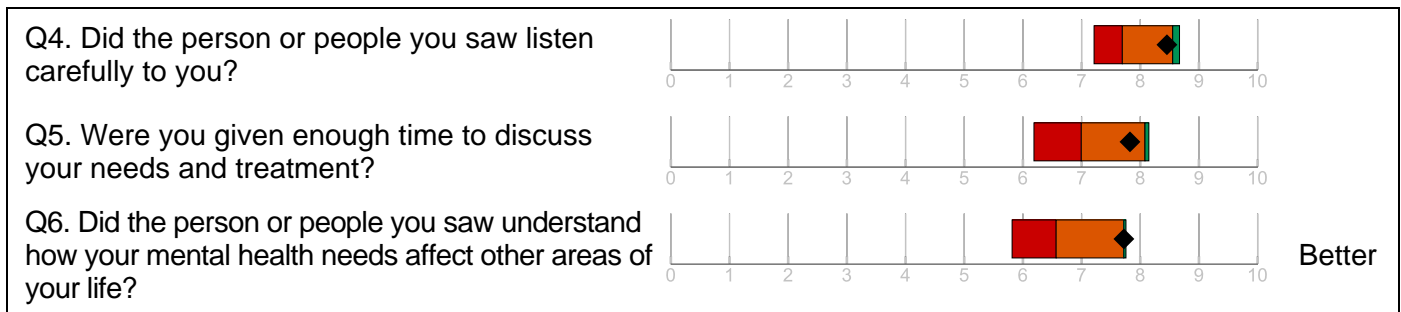 Q4. Did the person or people you saw listen
carefully to you?
0 1 2 3 4 5 6 7 8 9 10
Q5. Were you given enough time to discuss
your needs and treatment?
0 1 2 3 4 5 6 7 8 9 10
Q6. Did the person or people you saw understand
how your mental health needs affect other areas of
your life?
0 1 2 3 4 5 6 7 8 9 10
Better